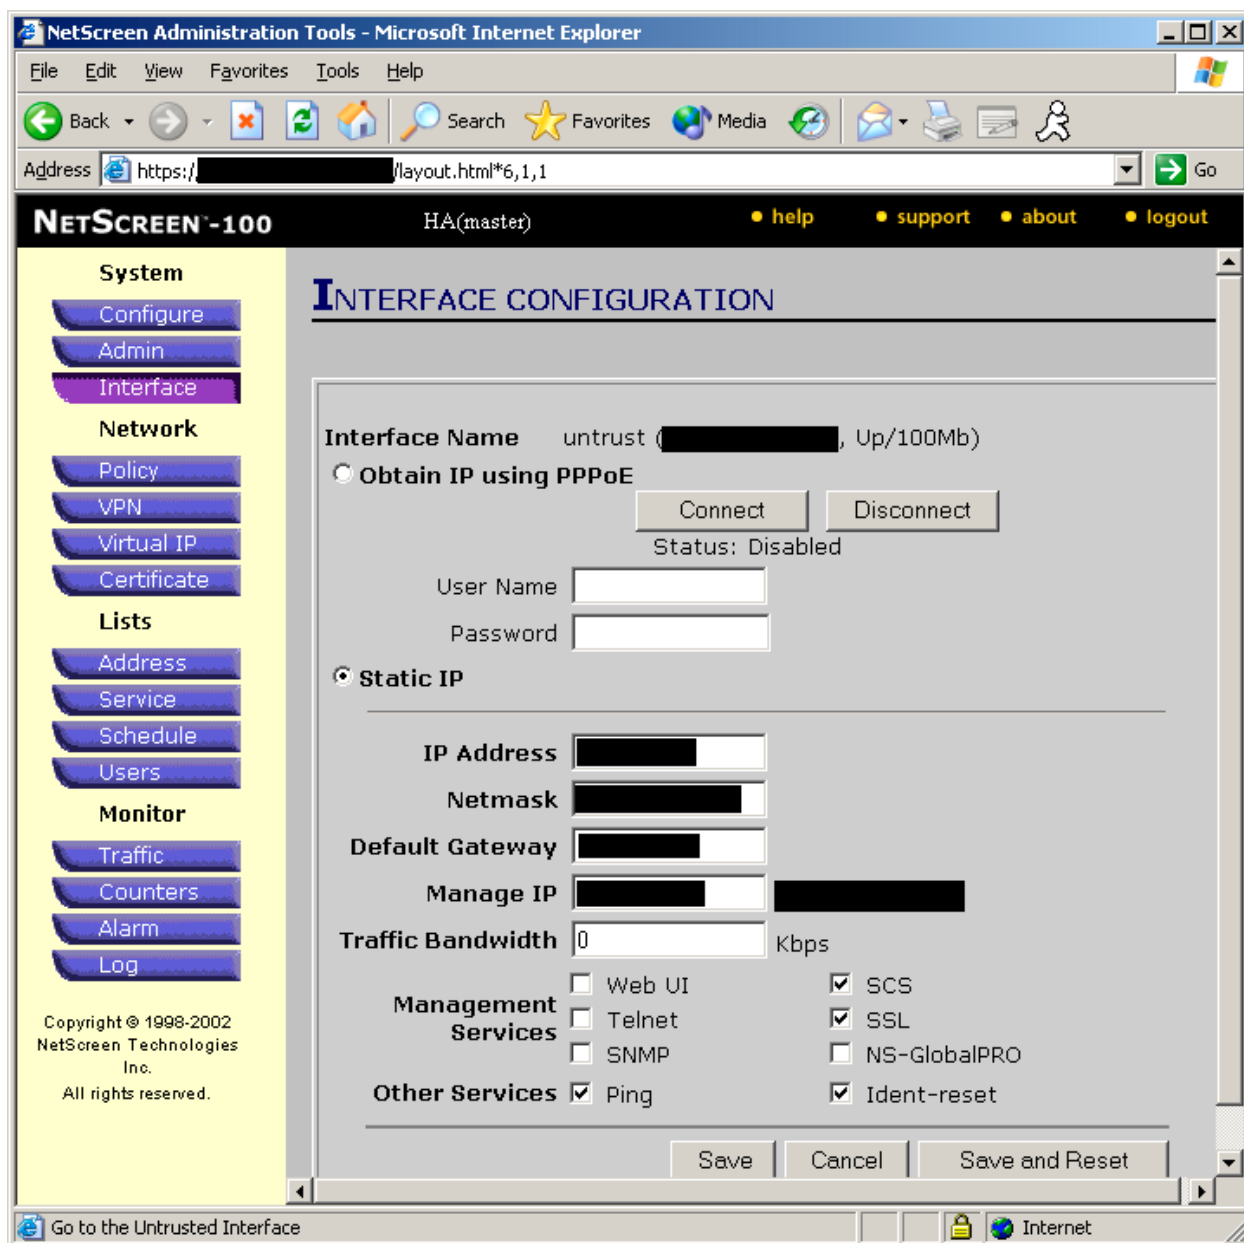 NetScreen Administration Tools - Microsoft Internet Explorer
File Edit View Favorites Tools Help
Back Search Favorites Media
Address https:/ /layout.html*6,1,1 Go
NETSCREEN™-100 HA(master) help support about logout
System
Configure
Admin
Interface
Network
Policy
VPN
Virtual IP
Certificate
Lists
Address
Service
Schedule
Users
Monitor
Traffic
Counters
Alarm
Log
Copyright © 1998-2002
NetScreen Technologies
Inc.
All rights reserved.
INTERFACE CONFIGURATION
Interface Name untrust ( , Up/100Mb)
Obtain IP using PPPoE
Connect Disconnect
Status: Disabled
User Name
Password
Static IP
IP Address
Netmask
Default Gateway
Manage IP
Traffic Bandwidth 0 Kbps
Management Services
Web UI SCS
Telnet SSL
SNMP NS-GlobalPRO
Other Services Ping Ident-reset
Save Cancel Save and Reset
Go to the Untrusted Interface Internet